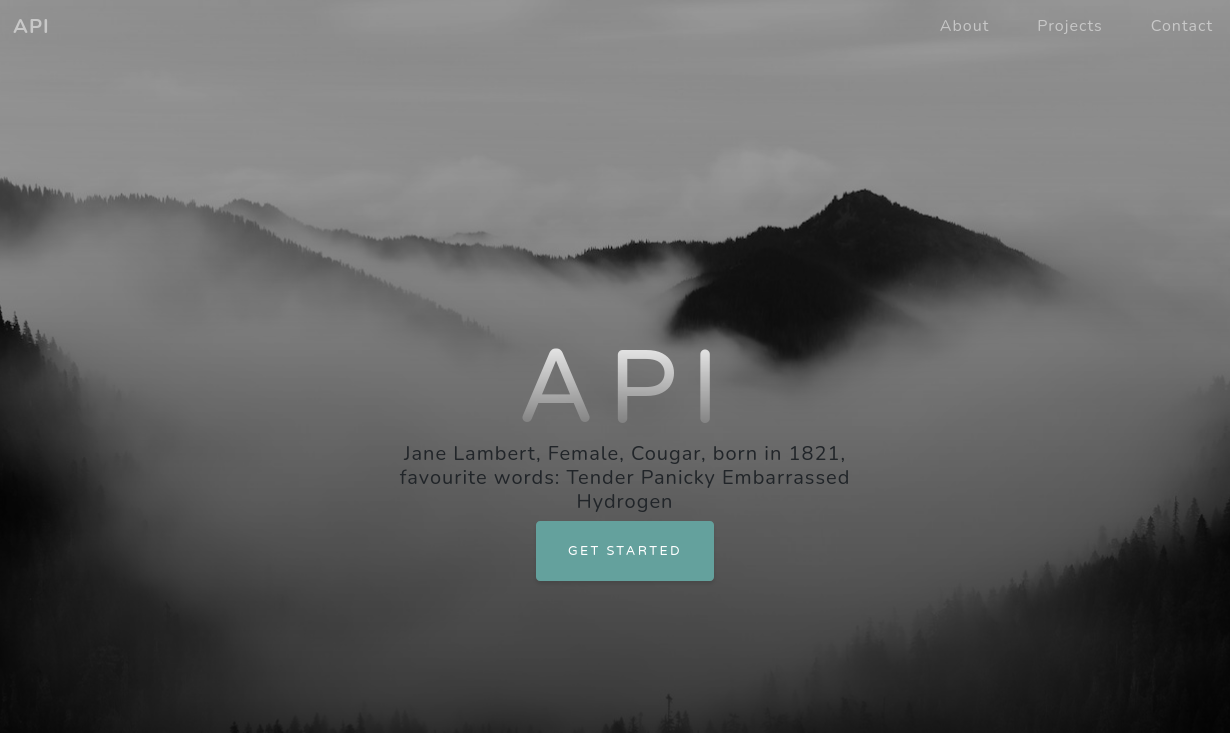 API
About
Projects
Contact
API
Jane Lambert, Female, Cougar, born in 1821,
favourite words: Tender Panicky Embarrassed
Hydrogen
GET STARTED